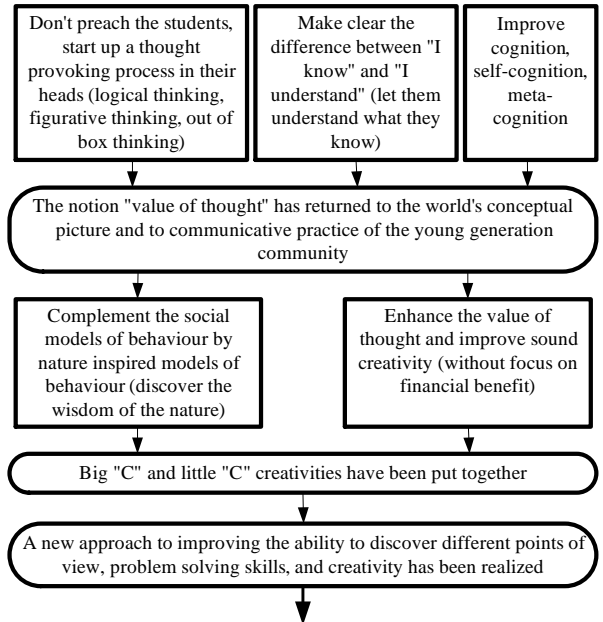 Don't preach the students,
start up a thought
provoking process in their
heads (logical thinking,
figurative thinking, out of
box thinking)
Make clear the
difference between "I
know" and "I
understand" (let them
understand what they
know)
Improve
cognition,
self-cognition,
meta-
cognition
The notion "value of thought" has returned to the world's conceptual
picture and to communicative practice of the young generation
community
Complement the social
models of behaviour by
nature inspired models of
behaviour (discover the
wisdom of the nature)
Enhance the value of
thought and improve sound
creativity (without focus on
financial benefit)
Big "C" and little "C" creativities have been put together
A new approach to improving the ability to discover different points of
view, problem solving skills, and creativity has been realized